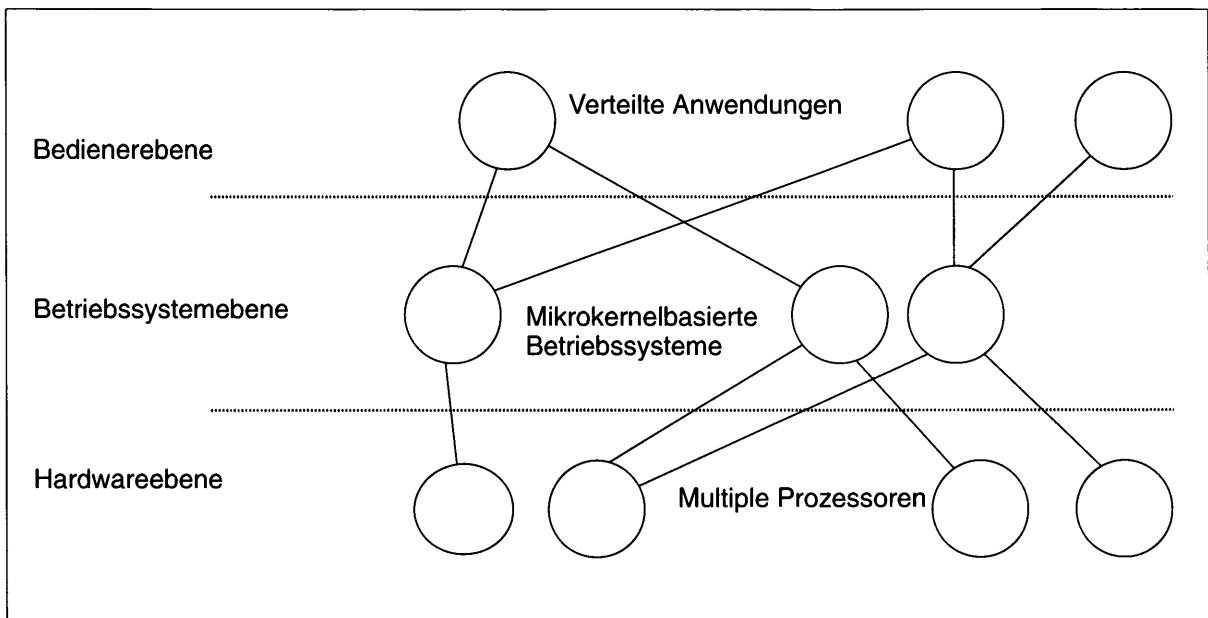 Verteilte Anwendungen
Bedienerebene
Betriebssystemebene
Mikrokernelbasierte
Betriebssysteme
Hardwareebene
Multiple Prozessoren